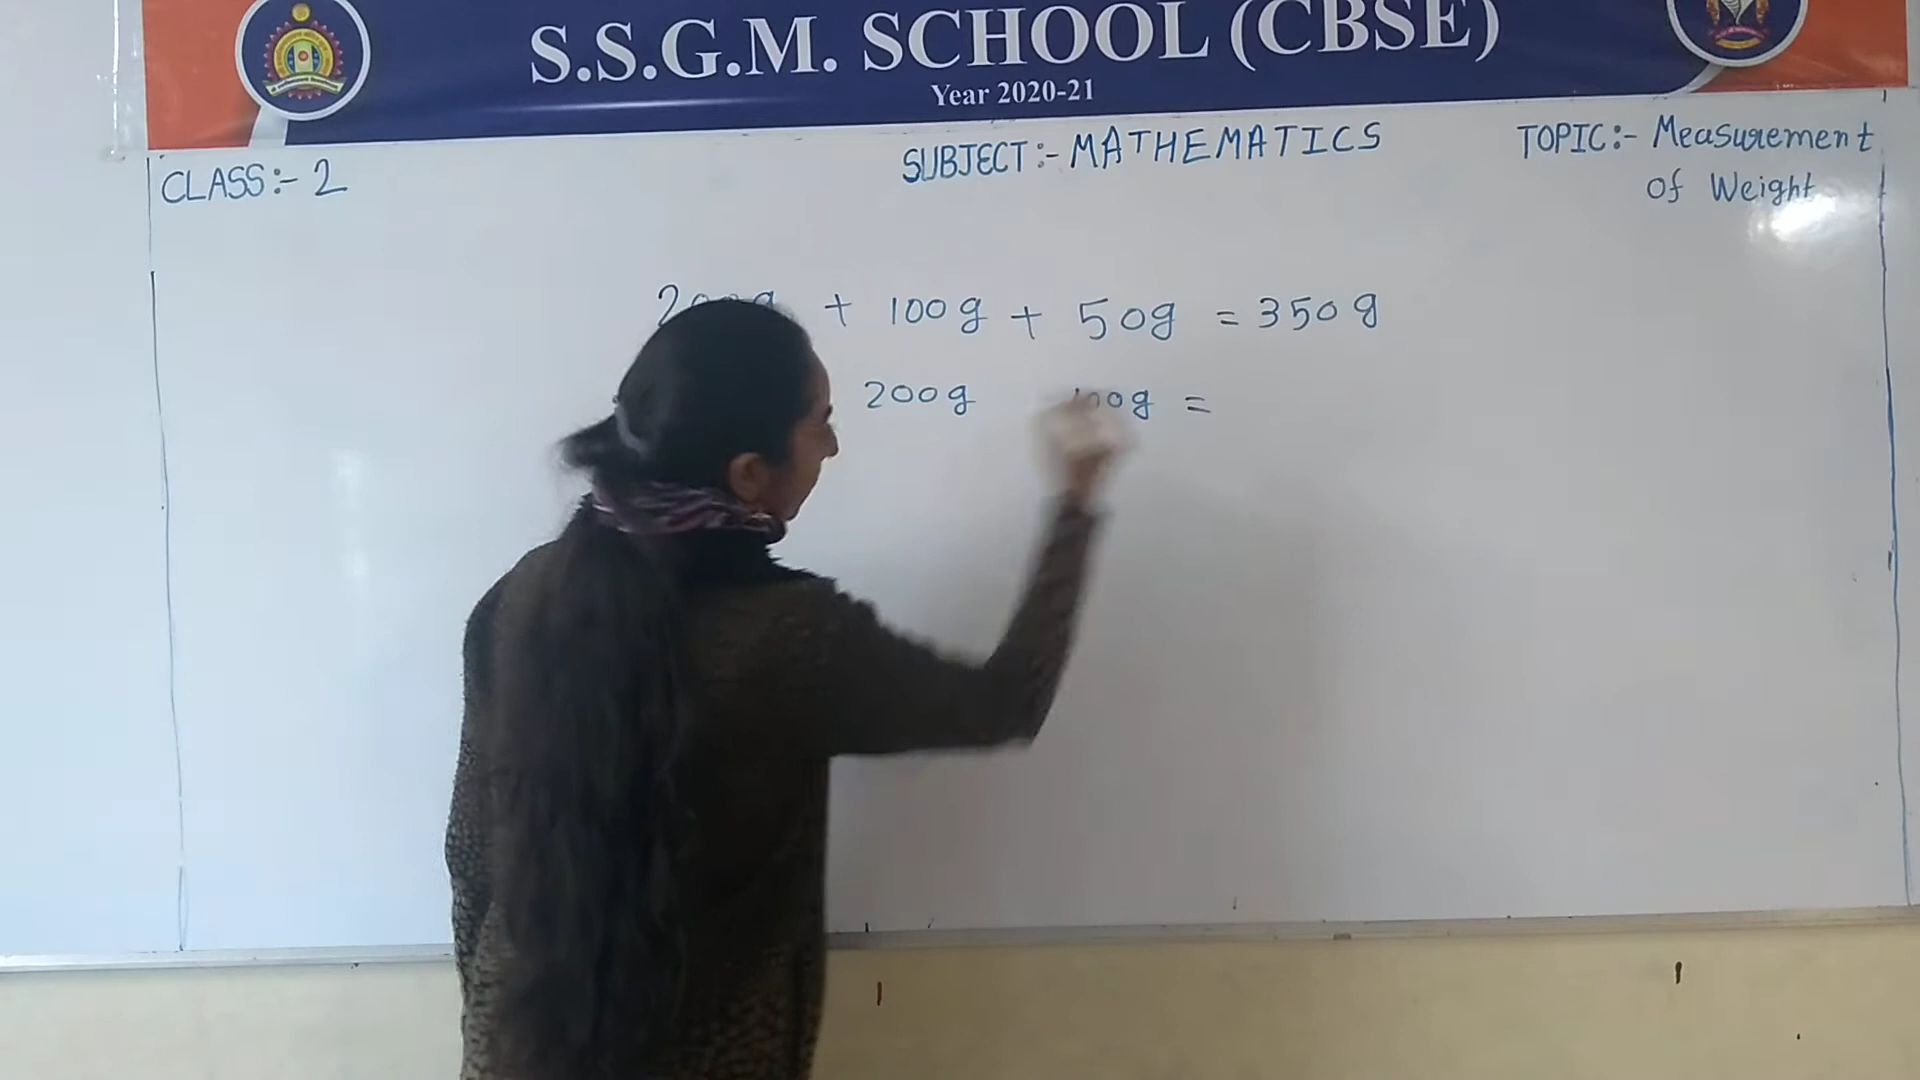 S.S.G.M. SCHOOL (CBSE)
Year 2020-21
CLASS:- 2
SUBJECT:- MATHEMATICS
TOPIC:- Measurement
of Weight
200g + 100g + 50g = 350g
200g 100g =